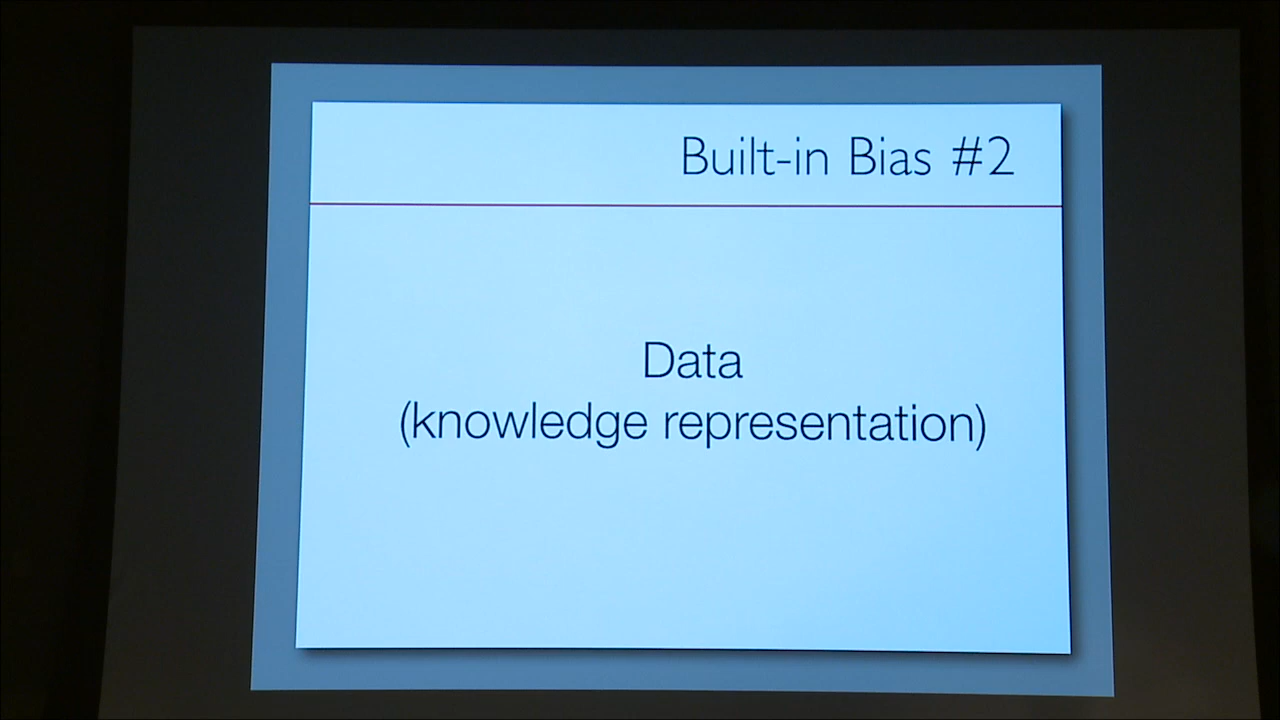 Built-in Bias #2
Data
(knowledge representation)